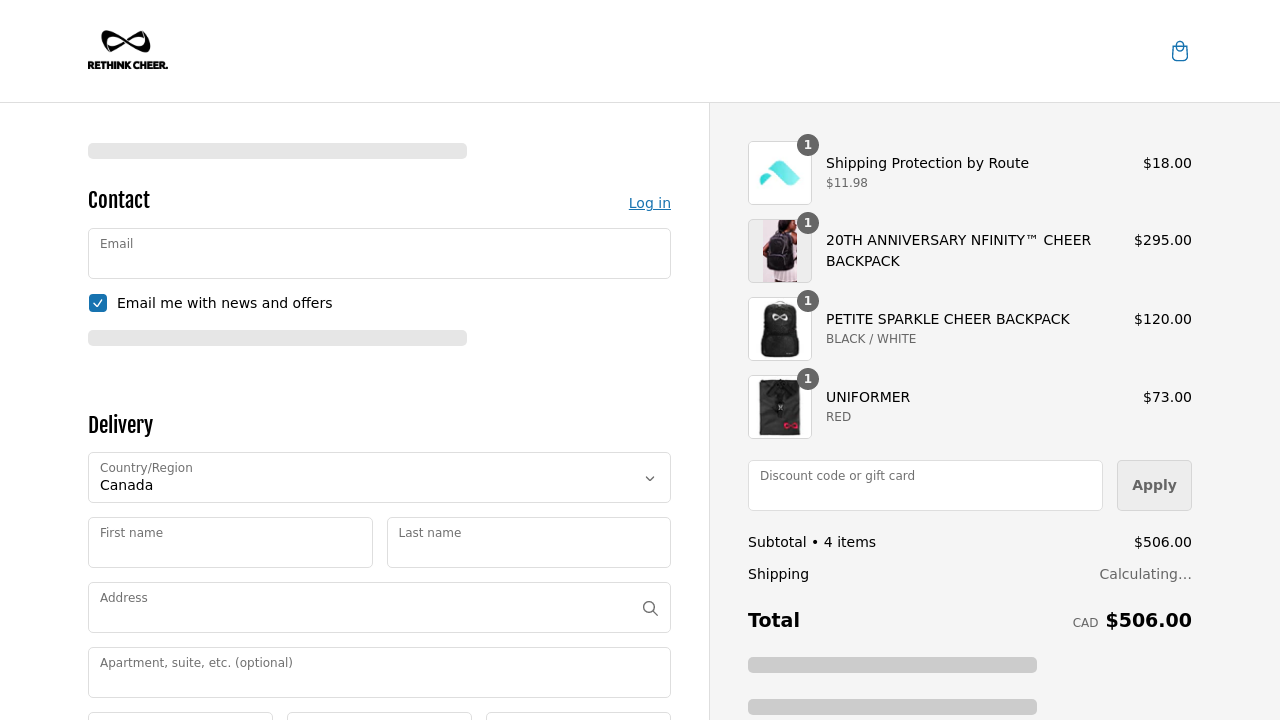 RETHINK CHEER.
Contact
Log in
Email
Email me with news and offers
Delivery
Country/Region
Canada
First name
Last name
Address
Apartment, suite, etc. (optional)
1
Shipping Protection by Route
$18.00
$11.98
1
20TH ANNIVERSARY NFINITY™ CHEER
BACKPACK
$295.00
1
PETITE SPARKLE CHEER BACKPACK
$120.00
BLACK / WHITE
1
UNIFORMER
$73.00
RED
Discount code or gift card
Apply
Subtotal • 4 items
$506.00
Shipping
Calculating…
Total
CAD $506.00